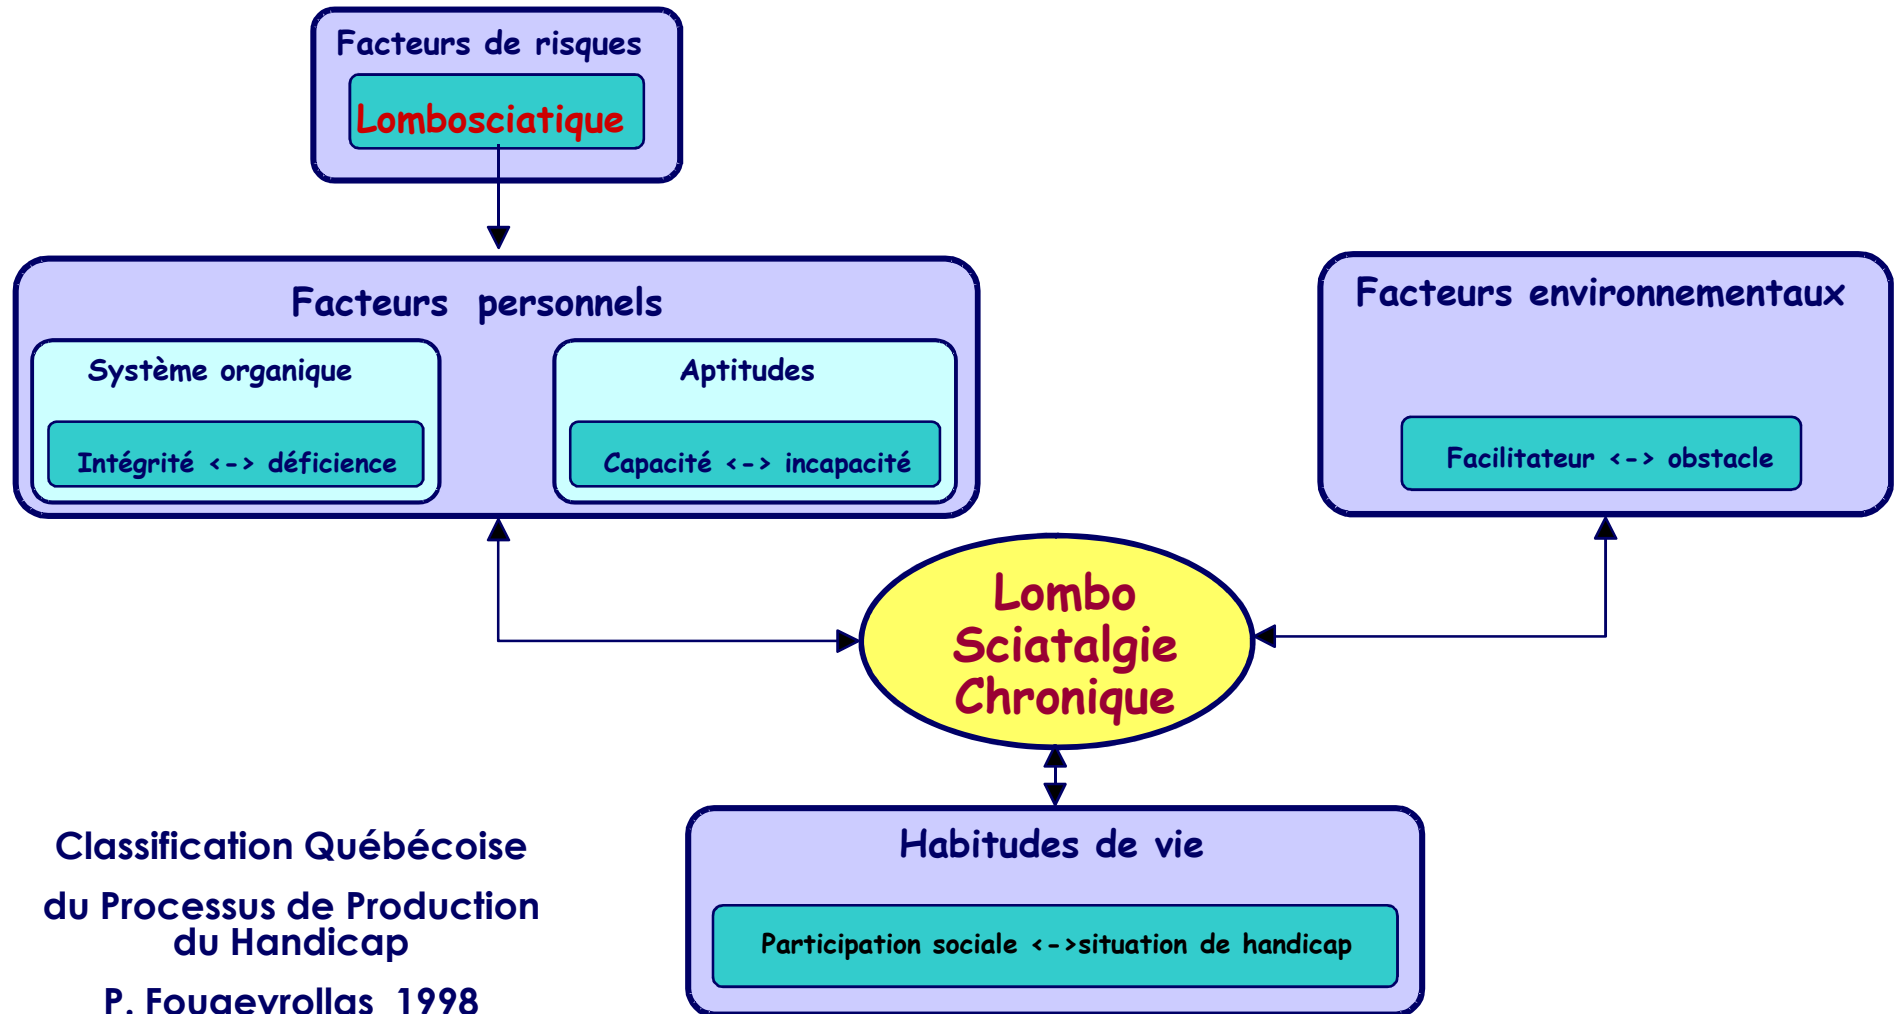 Facteurs de risques
Lombosciatique
Facteurs personnels
Système organique
Intégrité <-> déficience
Aptitudes
Capacité <-> incapacité
Facteurs environnementaux
Facilitateur <-> obstacle
Lombo
Sciatalgie
Chronique
Habitudes de vie
Participation sociale <->situation de handicap
Classification Québécoise
du Processus de Production
du Handicap
P. Fougeyrollas 1998